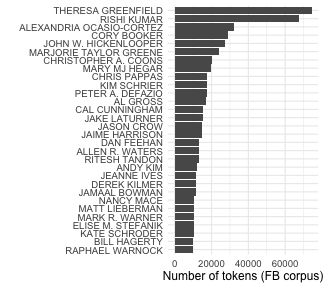 THERESA GREENFIELD
RISHI KUMAR
ALEXANDRIA OCASIO-CORTEZ
CORY BOOKER
JOHN W. HICKENLOOPER
MARJORIE TAYLOR GREENE
CHRISTOPHER A. COONS
MARY MJ HEGAR
CHRIS PAPPAS
KIM SCHRIER
PETER A. DEFAZIO
AL GROSS
CAL CUNNINGHAM
JAKE LATURNER
JASON CROW
JAIME HARRISON
DAN FEEHAN
ALLEN R. WATERS
RITESH TANDON
ANDY KIM
JEANNE IVES
DEREK KILMER
JAMAAL BOWMAN
NANCY MACE
MATT LIEBERMAN
MARK R. WARNER
ELISE M. STEFANIK
KATE SCHRODER
BILL HAGERTY
RAPHAEL WARNOCK
0 20000 40000 60000
Number of tokens (FB corpus)